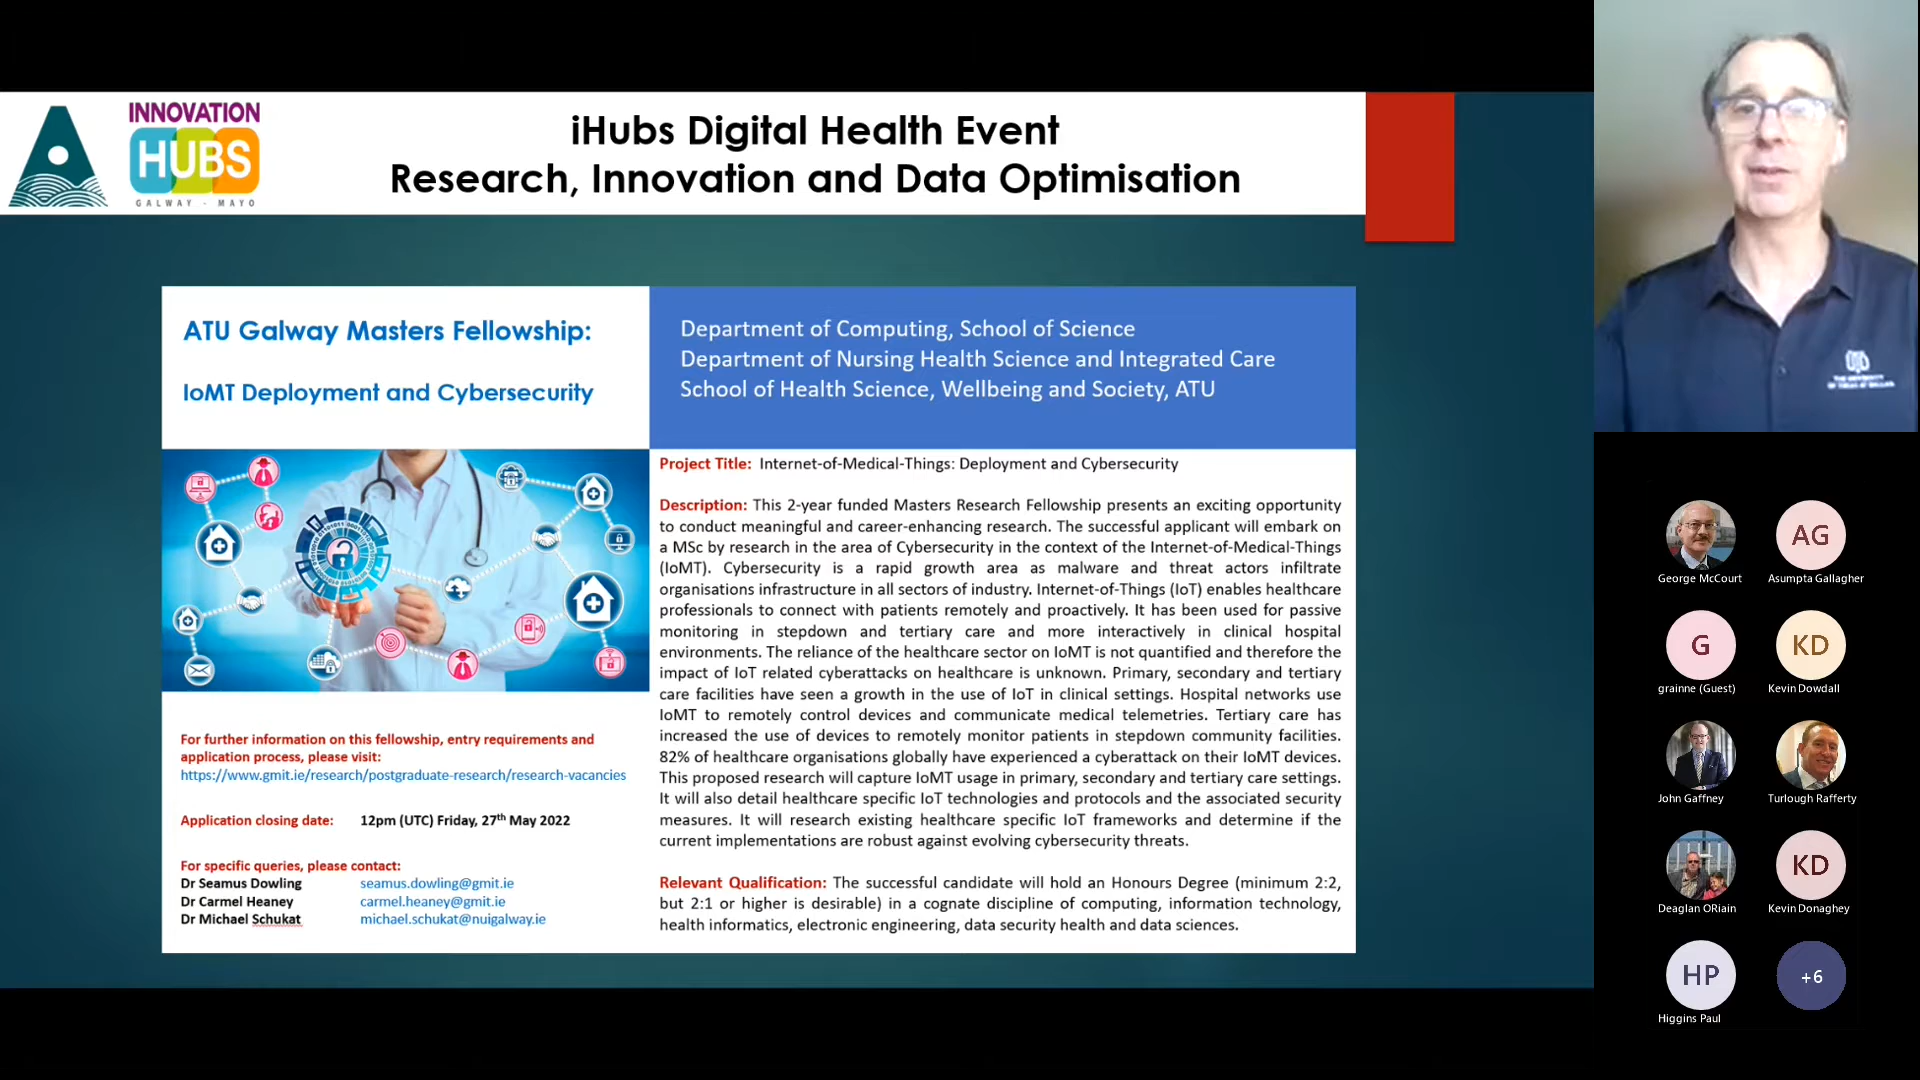 INNOVATION
HUBS
GALWAY - MAYO
iHubs Digital Health Event
Research, Innovation and Data Optimisation
ATU Galway Masters Fellowship:
IoMT Deployment and Cybersecurity
Department of Computing, School of Science
Department of Nursing Health Science and Integrated Care
School of Health Science, Wellbeing and Society, ATU
For further information on this fellowship, entry requirements and
application process, please visit:
https://www.gmit.ie/research/postgraduate-research/research-vacancies
Application closing date: 12pm (UTC) Friday, 27th May 2022
For specific queries, please contact:
Dr Seamus Dowling seamus.dowling@gmit.ie
Dr Carmel Heaney carmel.heaney@gmit.ie
Dr Michael Schukat michael.schukat@nuigalway.ie
Project Title: Internet-of-Medical-Things: Deployment and Cybersecurity
Description: This 2-year funded Masters Research Fellowship presents an exciting opportunity
to conduct meaningful and career-enhancing research. The successful applicant will embark on
a MSc by research in the area of Cybersecurity in the context of the Internet-of-Medical-Things
(IoMT). Cybersecurity is a rapid growth area as malware and threat actors infiltrate
organisations infrastructure in all sectors of industry. Internet-of-Things (IoT) enables healthcare
professionals to connect with patients remotely and proactively. It has been used for passive
monitoring in stepdown and tertiary care and more interactively in clinical hospital
environments. The reliance of the healthcare sector on IoMT is not quantified and therefore the
impact of IoT related cyberattacks on healthcare is unknown. Primary, secondary and tertiary
care facilities have seen a growth in the use of IoT in clinical settings. Hospital networks use
IoMT to remotely control devices and communicate medical telemetries. Tertiary care has
increased the use of devices to remotely monitor patients in stepdown community facilities.
82% of healthcare organisations globally have experienced a cyberattack on their IoMT devices.
This proposed research will capture IoMT usage in primary, secondary and tertiary care settings.
It will also detail healthcare specific IoT technologies and protocols and the associated security
measures. It will research existing healthcare specific IoT frameworks and determine if the
current implementations are robust against evolving cybersecurity threats.
Relevant Qualification: The successful candidate will hold an Honours Degree (minimum 2:2,
but 2:1 or higher is desirable) in a cognate discipline of computing, information technology,
health informatics, electronic engineering, data security health and data sciences.
George McCourt
AG
Asumpta Gallagher
G
grainne (Guest)
KD
Kevin Dowdall
John Gaffney
Turlough Rafferty
Deaglan ORiain
KD
Kevin Donaghey
HP
Higgins Paul
+6